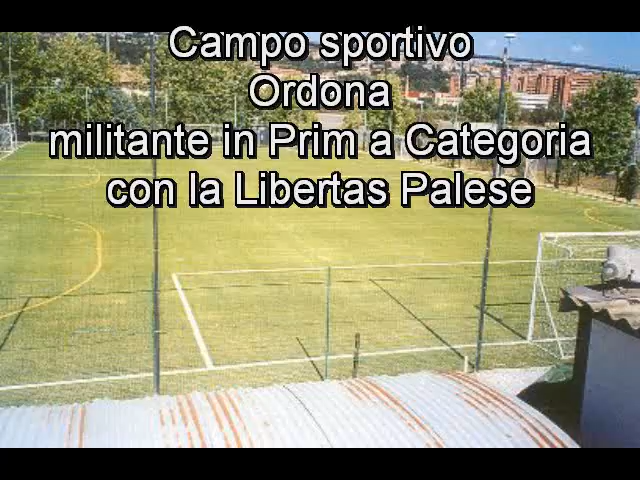 Campo sportivo
Ordona
militante in Prim a Categoria
con la Libertas Palese